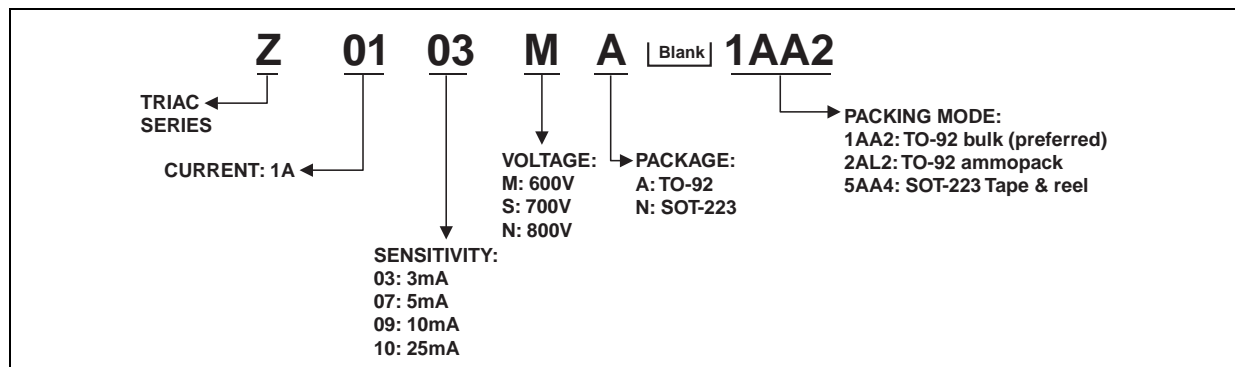 Z 01 03 M A Blank 1AA2
TRIAC
SERIES
CURRENT: 1A
SENSITIVITY:
03: 3mA
07: 5mA
09: 10mA
10: 25mA
VOLTAGE:
M: 600V
S: 700V
N: 800V
PACKAGE:
A: TO-92
N: SOT-223
PACKING MODE:
1AA2: TO-92 bulk (preferred)
2AL2: TO-92 ammopack
5AA4: SOT-223 Tape & reel